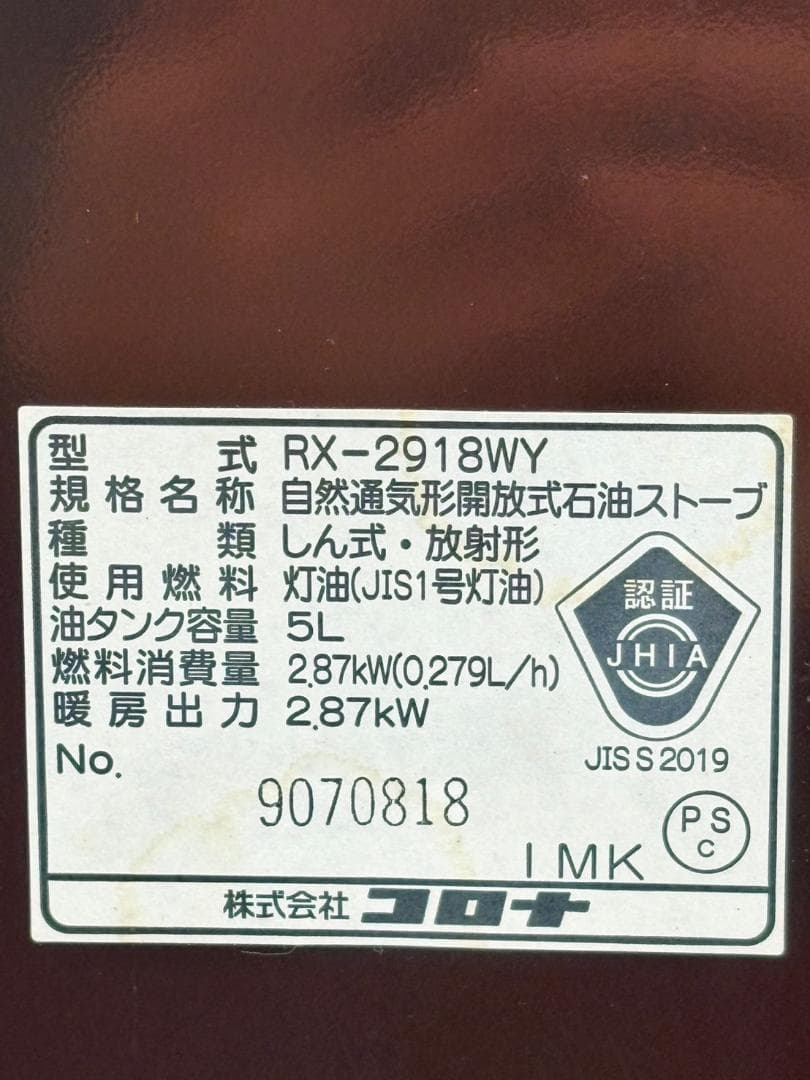 型式 RX-2918WY
規格名称 自然通気形開放式石油ストーブ
種類 しん式・放射形
使用燃料 灯油(JIS1号灯油)
油タンク容量 5L
燃料消費量 2.87kW(0.279L/h)
暖房出力 2.87kW
認証
JHIA
JIS S 2019
No.
9070818
PS
C
IMK
株式会社 コロナ